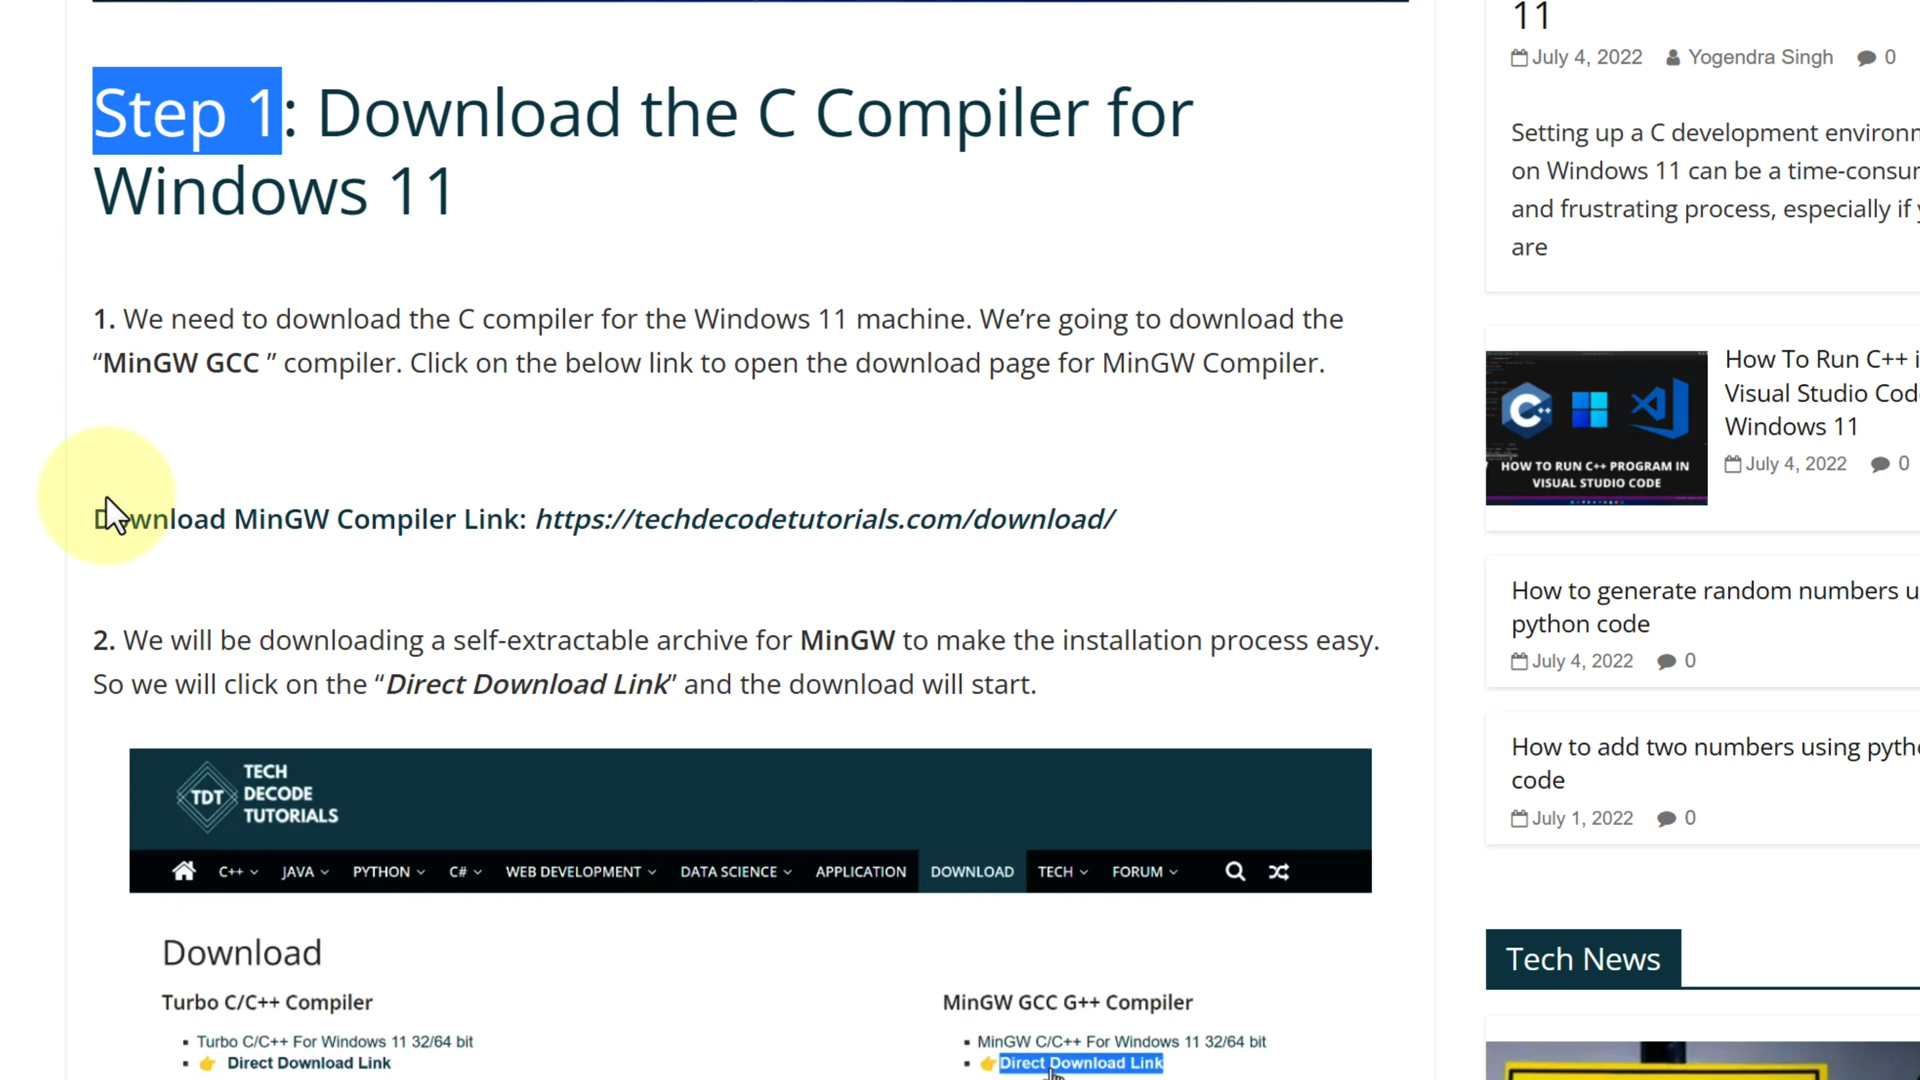 Step 1: Download the C Compiler for
Windows 11
1. We need to download the C compiler for the Windows 11 machine. We're going to download the
“MinGW GCC ” compiler. Click on the below link to open the download page for MinGW Compiler.
Download MinGW Compiler Link: https://techdecodetutorials.com/download/
2. We will be downloading a self-extractable archive for MinGW to make the installation process easy.
So we will click on the “Direct Download Link” and the download will start.
TDT
TECH
DECODE
TUTORIALS
C++ JAVA PYTHON C# WEB DEVELOPMENT DATA SCIENCE APPLICATION DOWNLOAD TECH FORUM
Download
Turbo C/C++ Compiler
Turbo C/C++ For Windows 11 32/64 bit
Direct Download Link
MinGW GCC G++ Compiler
MinGW C/C++ For Windows 11 32/64 bit
Direct Download Link
11
July 4, 2022 Yogendra Singh 0
Setting up a C development
on Windows 11 can be a
and frustrating process, especially if
are
C++
HOW TO RUN C++ PROGRAM IN
VISUAL STUDIO CODE
How To Run C++
Visual Studio
Windows 11
July 4, 2022 0
How to generate random numbers
python code
July 4, 2022 0
How to add two numbers using
code
July 1, 2022 0
Tech News